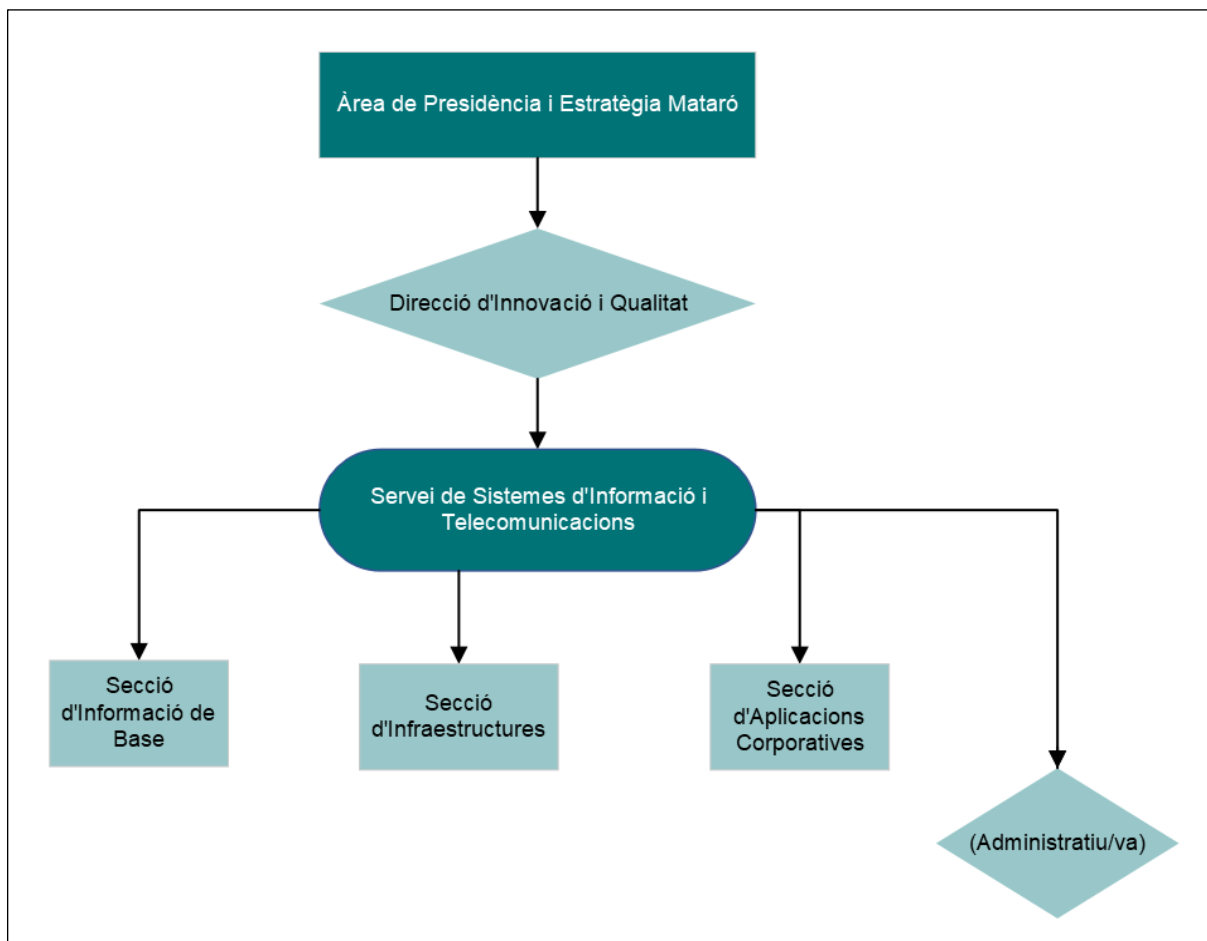 Àrea de Presidència i Estratègia Mataró
Direcció d'Innovació i Qualitat
Servei de Sistemes d'Informació i
Telecomunicacions
Secció
d'Informació de
Base
Secció
d'Infraestructures
Secció
d'Aplicacions
Corporatives
(Administratiu/va)